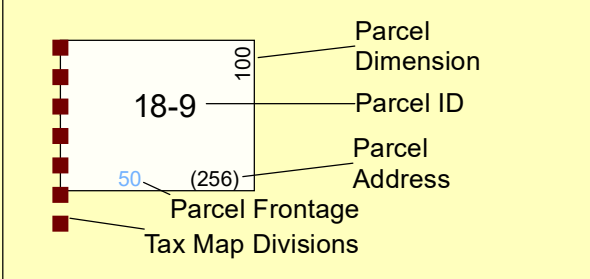 Parcel
Dimension
100
18-9
Parcel ID
Parcel
Address
50
(256)
Parcel Frontage
Tax Map Divisions